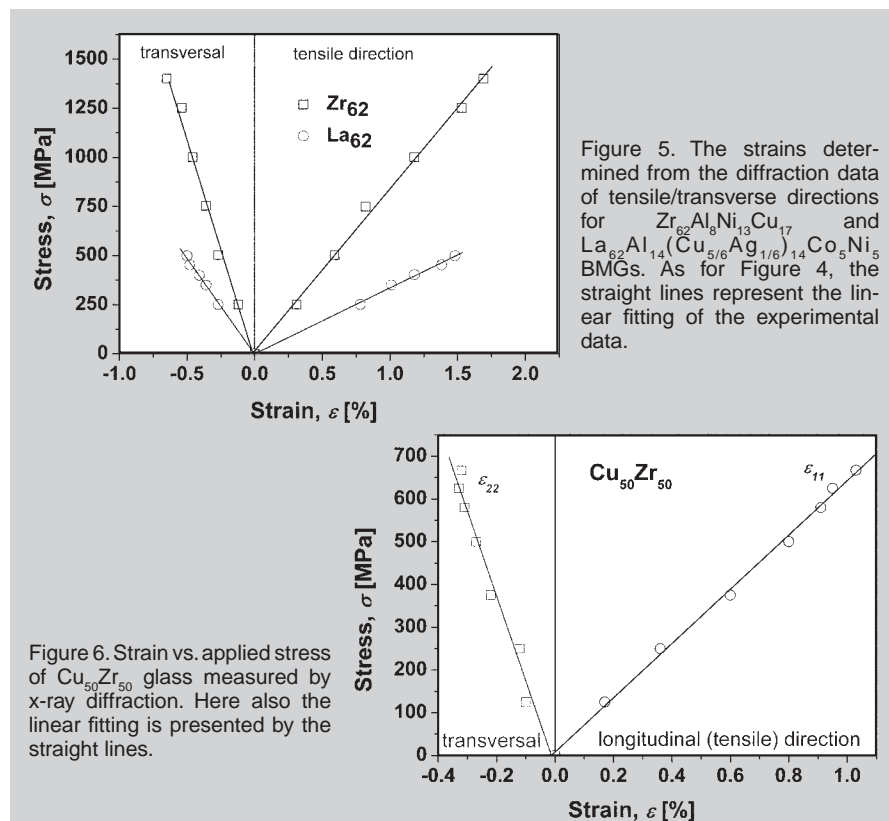 transversal
tensile direction
1500
1250
1000
750
500
250
0
Stress, σ [MPa]
Zr₆₂
La₆₂
-1.0 -0.5 0.0 0.5 1.0 1.5 2.0
Strain, ε [%]
Figure 5. The strains deter-
mined from the diffraction data
of tensile/transverse directions
for Zr₆₂Al₈Ni₁₃Cu₁₇ and
La₆₂Al₁₄(Cu₅/₆Ag₁/₆)₁₄Co₅Ni₅
BMGs. As for Figure 4, the
straight lines represent the lin-
ear fitting of the experimental
data.
700
600
500
400
300
200
100
0
Stress, σ [MPa]
ε₂₂
Cu₅₀Zr₅₀
ε₁₁
transversal
longitudinal (tensile) direction
-0.4 -0.2 0.0 0.2 0.4 0.6 0.8 1.0
Strain, ε [%]
Figure 6. Strain vs. applied stress
of Cu₅₀Zr₅₀ glass measured by
x-ray diffraction. Here also the
linear fitting is presented by the
straight lines.